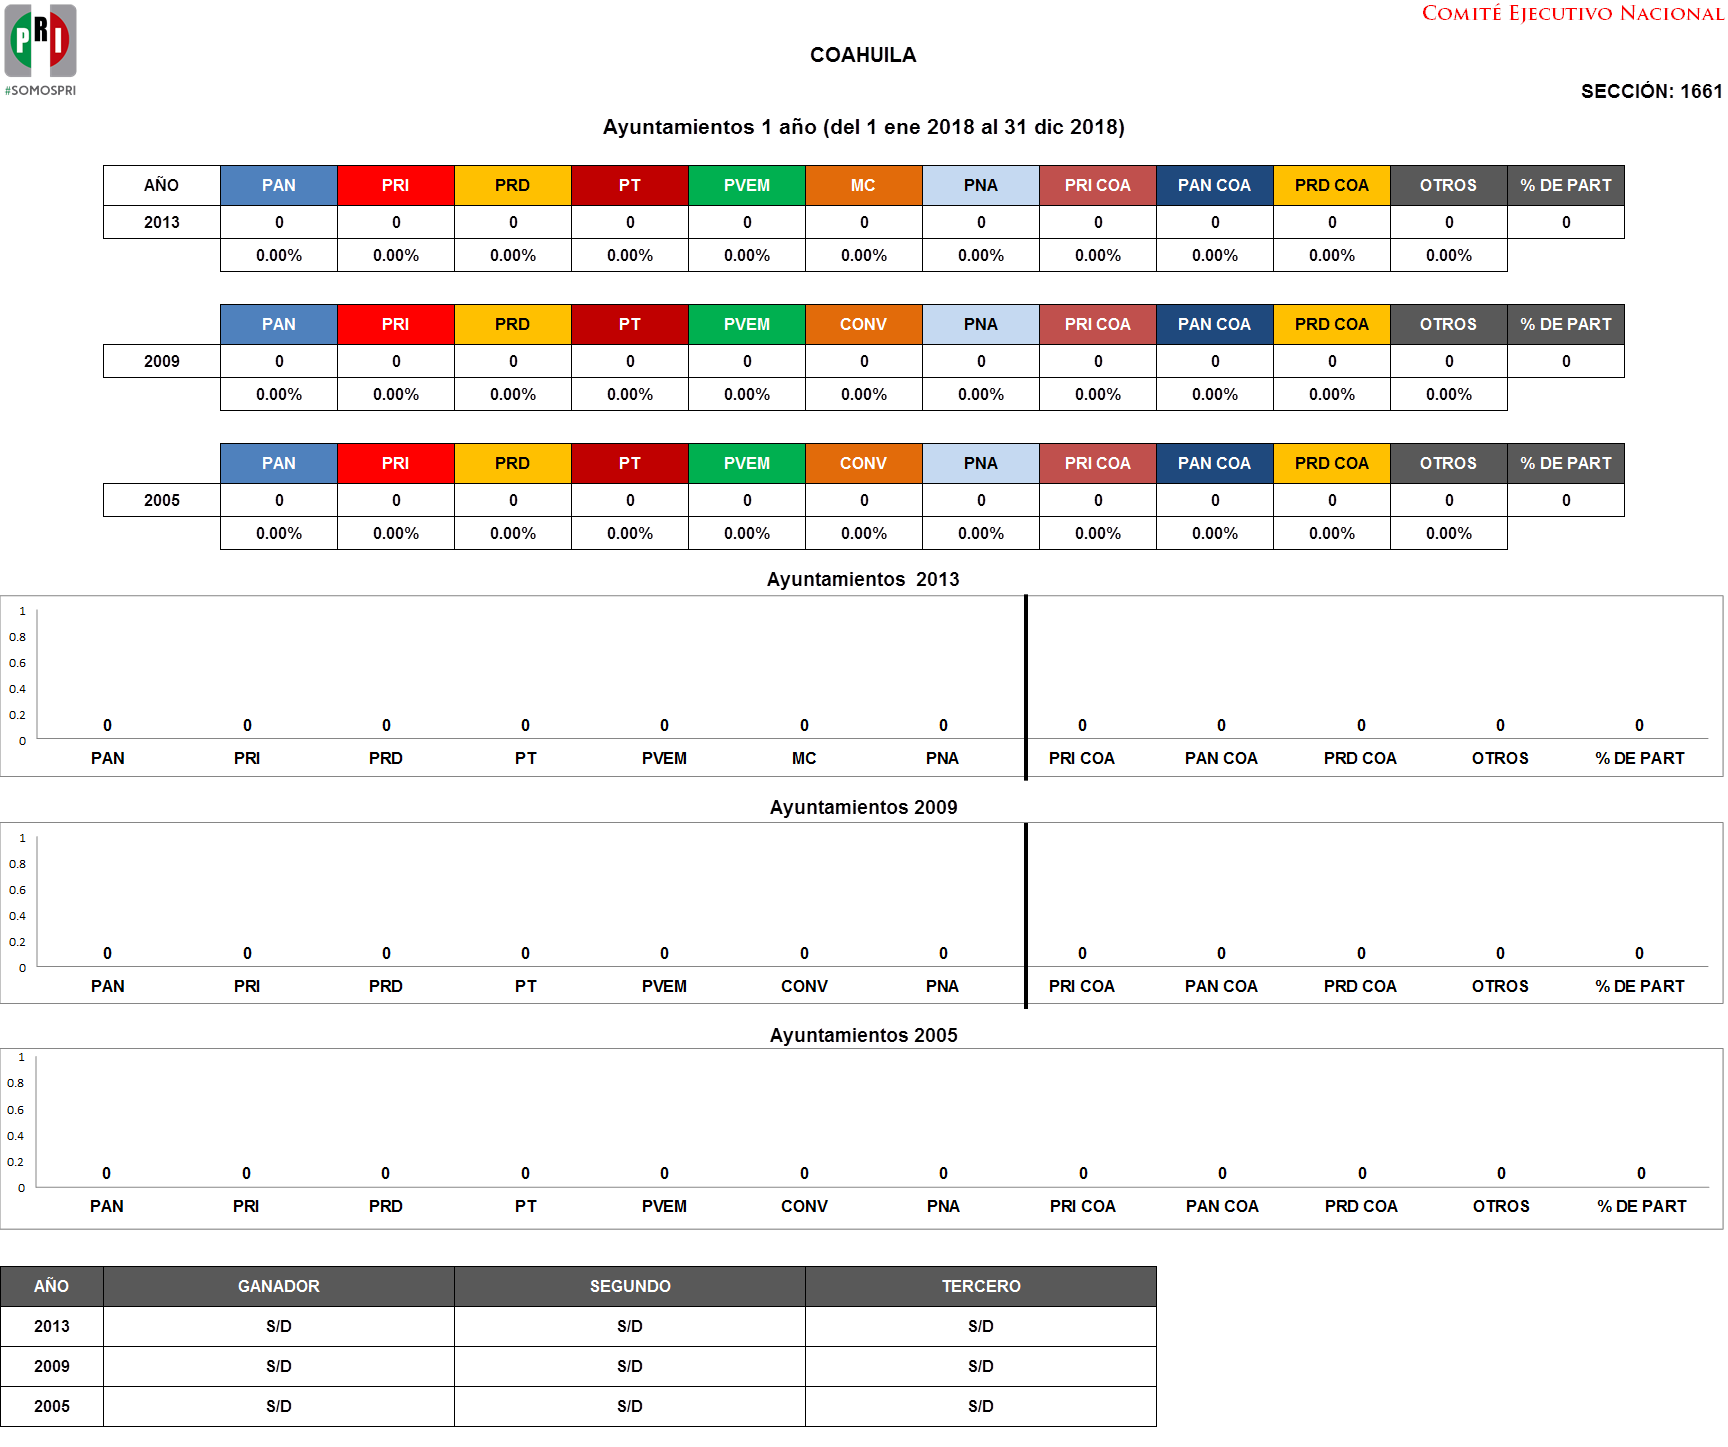 PRI
#SOMOSPRI
COMITÉ EJECUTIVO NACIONAL
COAHUILA
SECCIÓN: 1661
Ayuntamientos 1 año (del 1 ene 2018 al 31 dic 2018)
AÑO PAN PRI PRD PT PVEM MC PNA PRI COA PAN COA PRD COA OTROS % DE PART
2013 0 0 0 0 0 0 0 0 0 0 0 0
0.00% 0.00% 0.00% 0.00% 0.00% 0.00% 0.00% 0.00% 0.00% 0.00% 0.00%
PAN PRI PRD PT PVEM CONV PNA PRI COA PAN COA PRD COA OTROS % DE PART
2009 0 0 0 0 0 0 0 0 0 0 0 0
0.00% 0.00% 0.00% 0.00% 0.00% 0.00% 0.00% 0.00% 0.00% 0.00% 0.00%
PAN PRI PRD PT PVEM CONV PNA PRI COA PAN COA PRD COA OTROS % DE PART
2005 0 0 0 0 0 0 0 0 0 0 0 0
0.00% 0.00% 0.00% 0.00% 0.00% 0.00% 0.00% 0.00% 0.00% 0.00% 0.00%
Ayuntamientos 2013
1
0.8
0.6
0.4
0.2
0
0 0 0 0 0 0 0 0 0 0 0 0
PAN PRI PRD PT PVEM MC PNA PRI COA PAN COA PRD COA OTROS % DE PART
Ayuntamientos 2009
1
0.8
0.6
0.4
0.2
0
0 0 0 0 0 0 0 0 0 0 0 0
PAN PRI PRD PT PVEM CONV PNA PRI COA PAN COA PRD COA OTROS % DE PART
Ayuntamientos 2005
1
0.8
0.6
0.4
0.2
0
0 0 0 0 0 0 0 0 0 0 0 0
PAN PRI PRD PT PVEM CONV PNA PRI COA PAN COA PRD COA OTROS % DE PART
AÑO GANADOR SEGUNDO TERCERO
2013 S/D S/D S/D
2009 S/D S/D S/D
2005 S/D S/D S/D